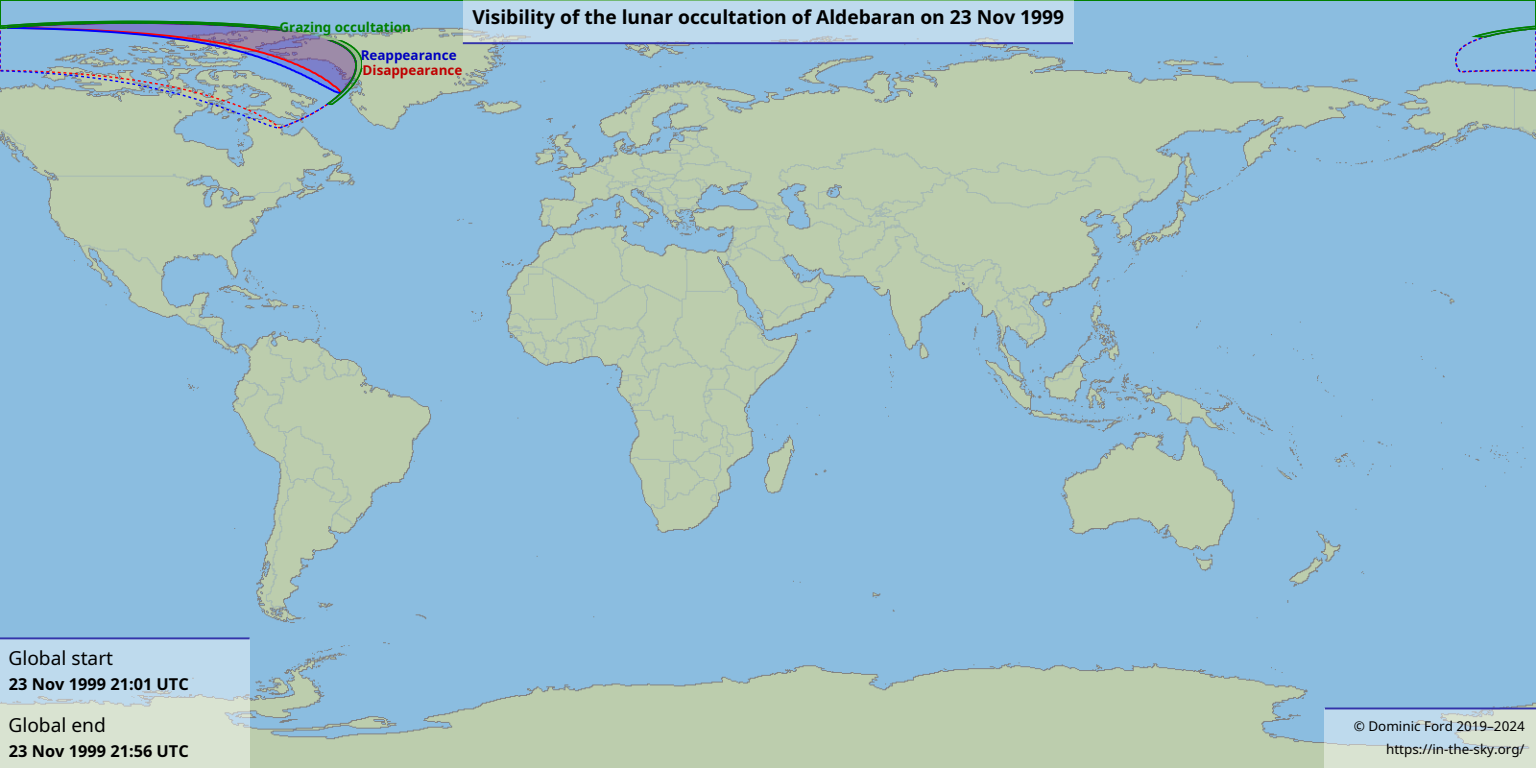 Visibility of the lunar occultation of Aldebaran on 23 Nov 1999
Grazing occultation
Reappearance
Disappearance
Global start
23 Nov 1999 21:01 UTC
Global end
23 Nov 1999 21:56 UTC
© Dominic Ford 2019–2024
https://in-the-sky.org/